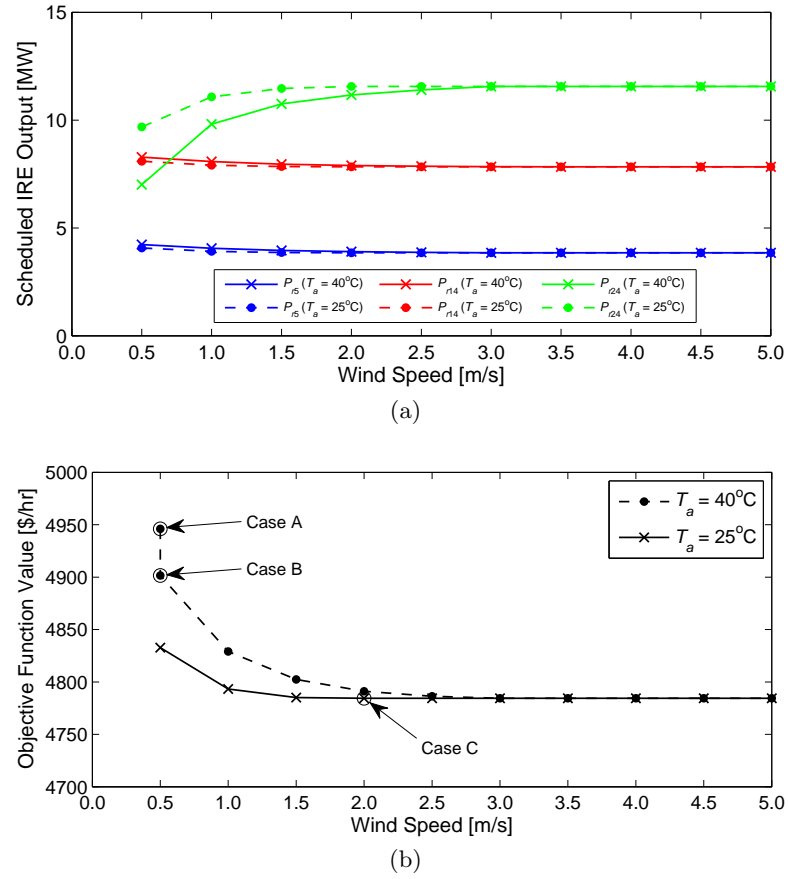 15
10
5
0
Scheduled IRE Output [MW]
P_r5 (T_a = 40°C)
P_r14 (T_a = 40°C)
P_r24 (T_a = 40°C)
P_r5 (T_a = 25°C)
P_r14 (T_a = 25°C)
P_r24 (T_a = 25°C)
0.0 0.5 1.0 1.5 2.0 2.5 3.0 3.5 4.0 4.5 5.0
Wind Speed [m/s]
(a)
5000
4950
4900
4850
4800
4750
4700
Objective Function Value [$/hr]
T_a = 40°C
T_a = 25°C
Case A
Case B
Case C
0.0 0.5 1.0 1.5 2.0 2.5 3.0 3.5 4.0 4.5 5.0
Wind Speed [m/s]
(b)